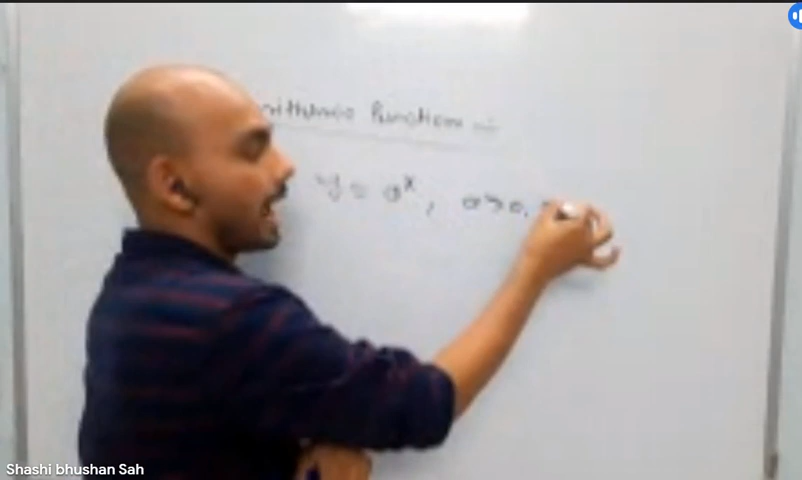 rithmic Function :-
y = a^x, a>0,
Shashi bhushan Sah